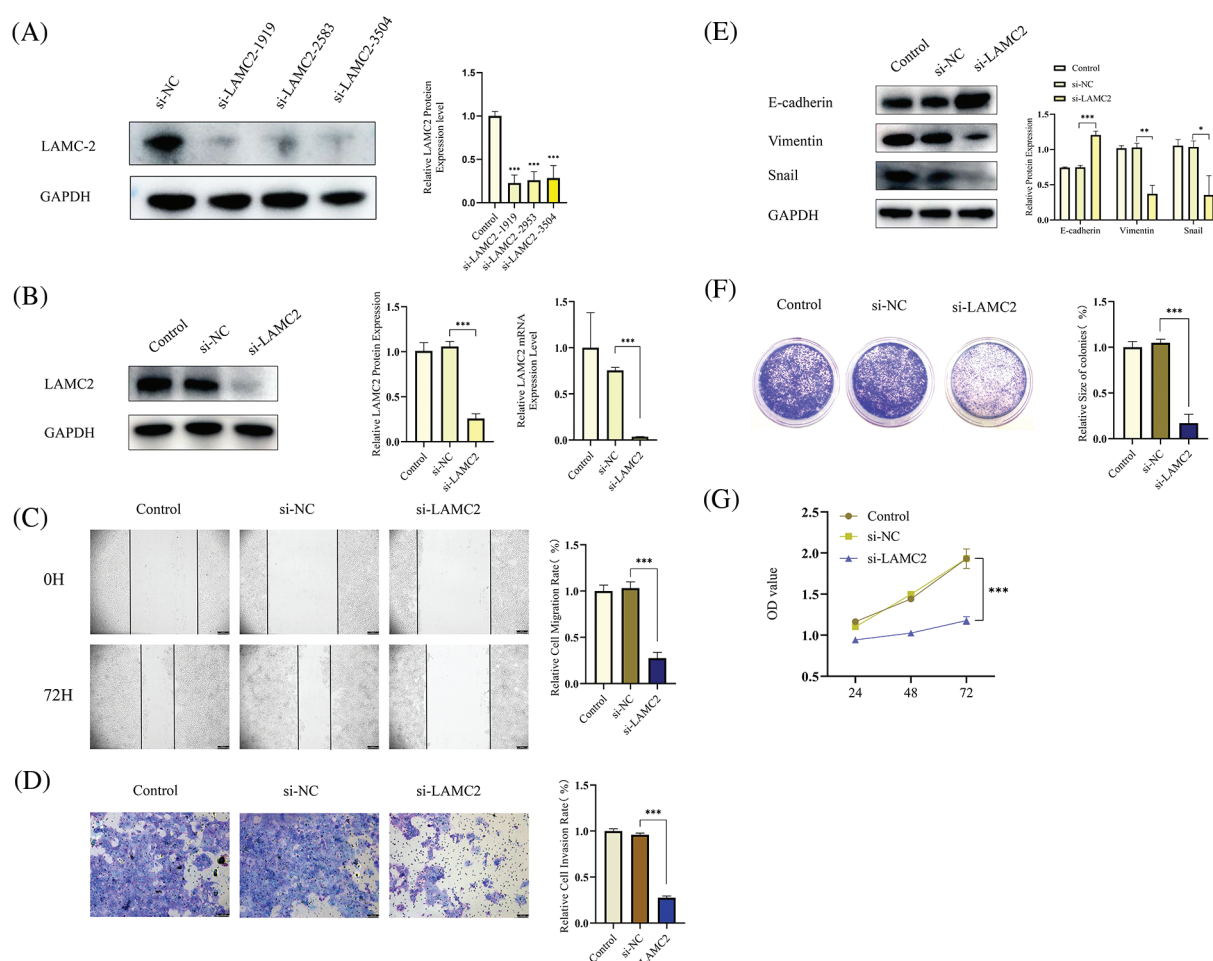 (A)
si-NC
si-LAMC2-1919
si-LAMC2-2583
si-LAMC2-3504
LAMC-2
GAPDH
Relative LAMC2 Proteien
Expression level
1.5
1.0
0.5
0.0
***
***
***
Control
si-LAMC2-1919
si-LAMC2-2953
si-LAMC2-3504
(B)
Control
si-NC
si-LAMC2
LAMC2
GAPDH
Relative LAMC2 Protein Expression
1.5
1.0
0.5
0.0
***
Control
si-NC
si-LAMC2
Relative LAMC2 mRNA
Expression Level
1.5
1.0
0.5
0.0
***
Control
si-NC
si-LAMC2
(C)
Control
si-NC
si-LAMC2
0H
72H
Relative Cell Migration Rate( %)
1.5
1.0
0.5
0.0
***
Control
si-NC
si-LAMC2
(D)
Control
si-NC
si-LAMC2
Relative Cell Invasion Rate( %)
1.5
1.0
0.5
0.0
***
Control
si-NC
LAMC2
(E)
Control
si-NC
si-LAMC2
E-cadherin
Vimentin
Snail
GAPDH
Control
si-NC
si-LAMC2
Relative Protein Expression
1.5
1.0
0.5
0.0
***
**
*
E-cadherin
Vimentin
Snail
(F)
Control
si-NC
si-LAMC2
Relative Size of colonies( %)
1.5
1.0
0.5
0.0
***
Control
si-NC
si-LAMC2
(G)
OD value
2.5
2.0
1.5
1.0
0.5
Control
si-NC
si-LAMC2
***
24
48
72